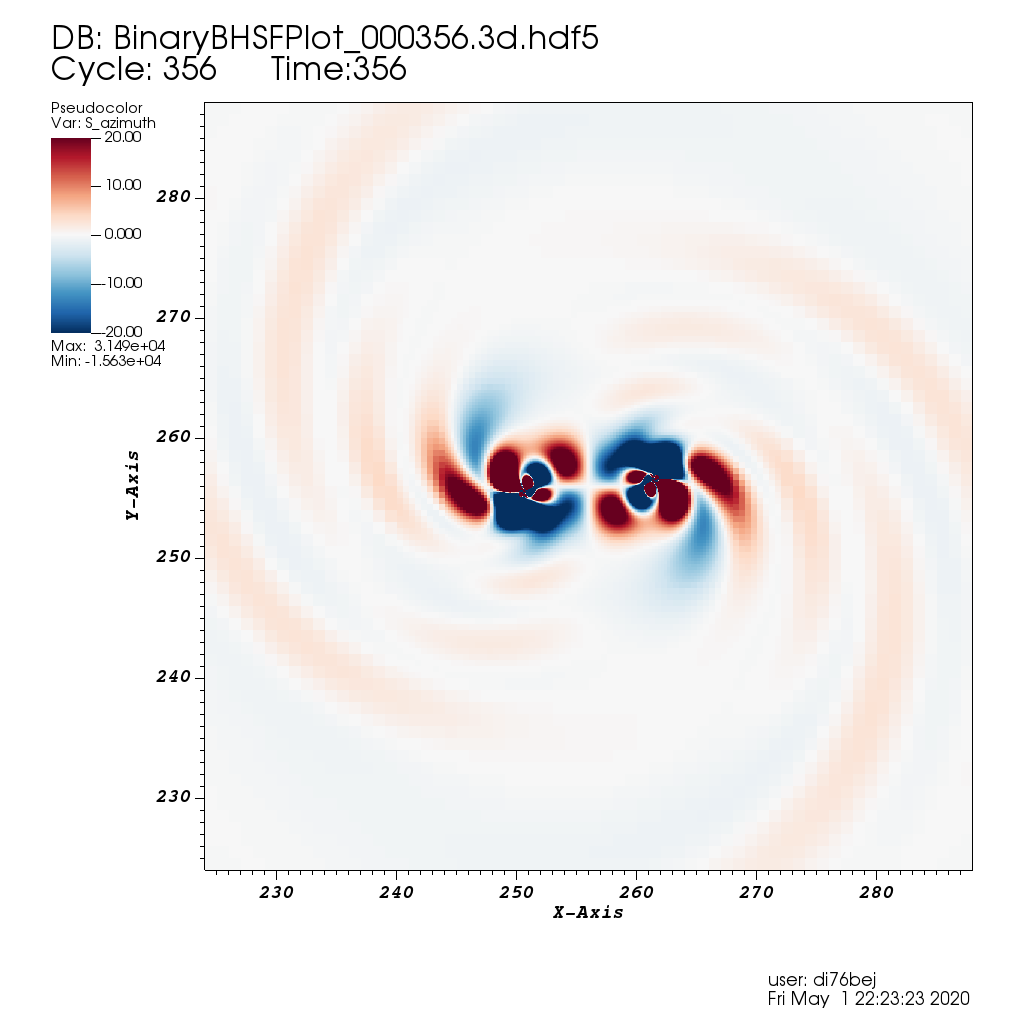 DB: BinaryBHSFPlot_000356.3d.hdf5
Cycle: 356 Time:356
Pseudocolor
Var: S_azimuth
20.00
10.00
0.000
-10.00
-20.00
Max: 3.149e+04
Min: -1.563e+04
280
270
260
250
240
230
Y-Axis
230 240 250 260 270 280
X-Axis
user: di76bej
Fri May 1 22:23:23 2020